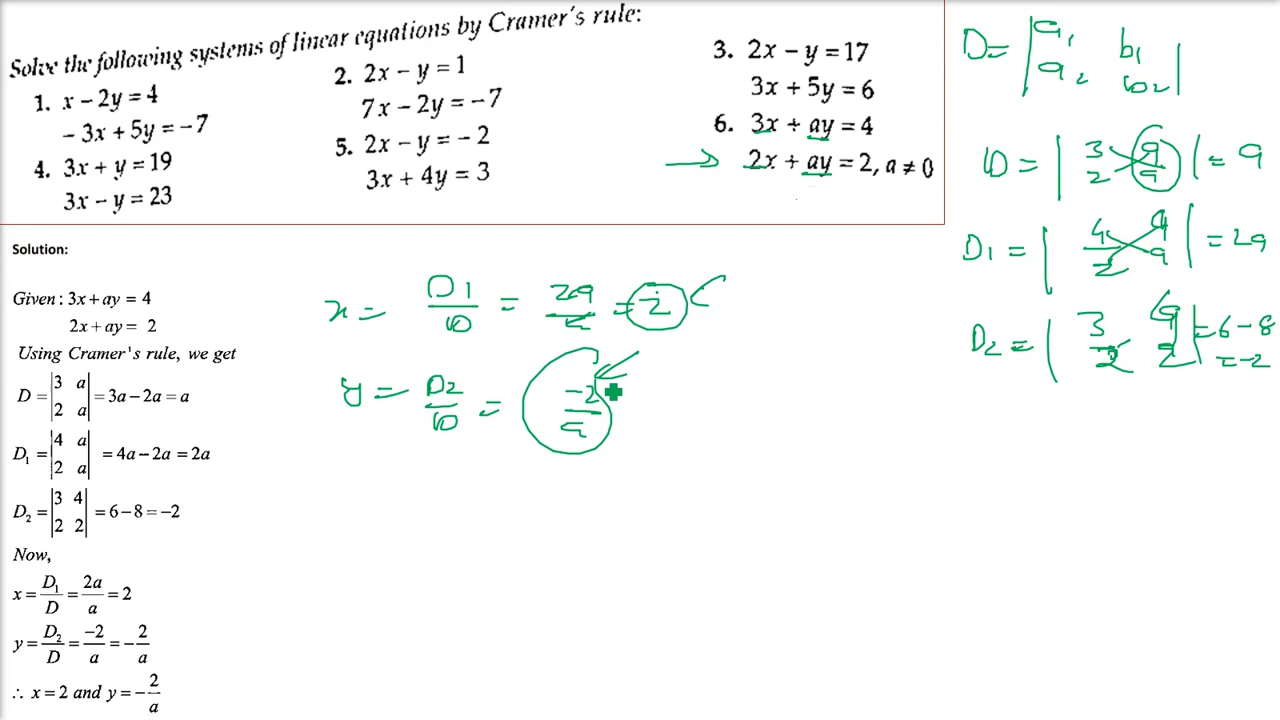 Solve the following systems of linear equations by Cramer's rule:
1. x − 2y = 4
− 3x + 5y = −7
2. 2x − y = 1
7x − 2y = −7
3. 2x − y = 17
3x + 5y = 6
4. 3x + y = 19
3x − y = 23
5. 2x − y = − 2
3x + 4y = 3
6. 3x + ay = 4
2x + ay = 2, a ≠ 0
Solution:
Given : 3x + ay = 4
2x + ay = 2
Using Cramer's rule, we get
D = |3 a| = 3a − 2a = a
|2 a|
D₁ = |4 a| = 4a − 2a = 2a
|2 a|
D₂ = |3 4| = 6 − 8 = −2
|2 2|
Now,
x = D₁/D = 2a/a = 2
y = D₂/D = −2/a = −2/a
∴ x = 2 and y = −2/a
x = D1/D = 2a/a = 2
y = D2/D = −2/a
D = |a₁ b₁|
|a₂ b₂|
D = |3 a| = a
|2 a|
D1 = |4 a| = 2a
|2 a|
D2 = |3 4| = 6 − 8
|2 2| = −2